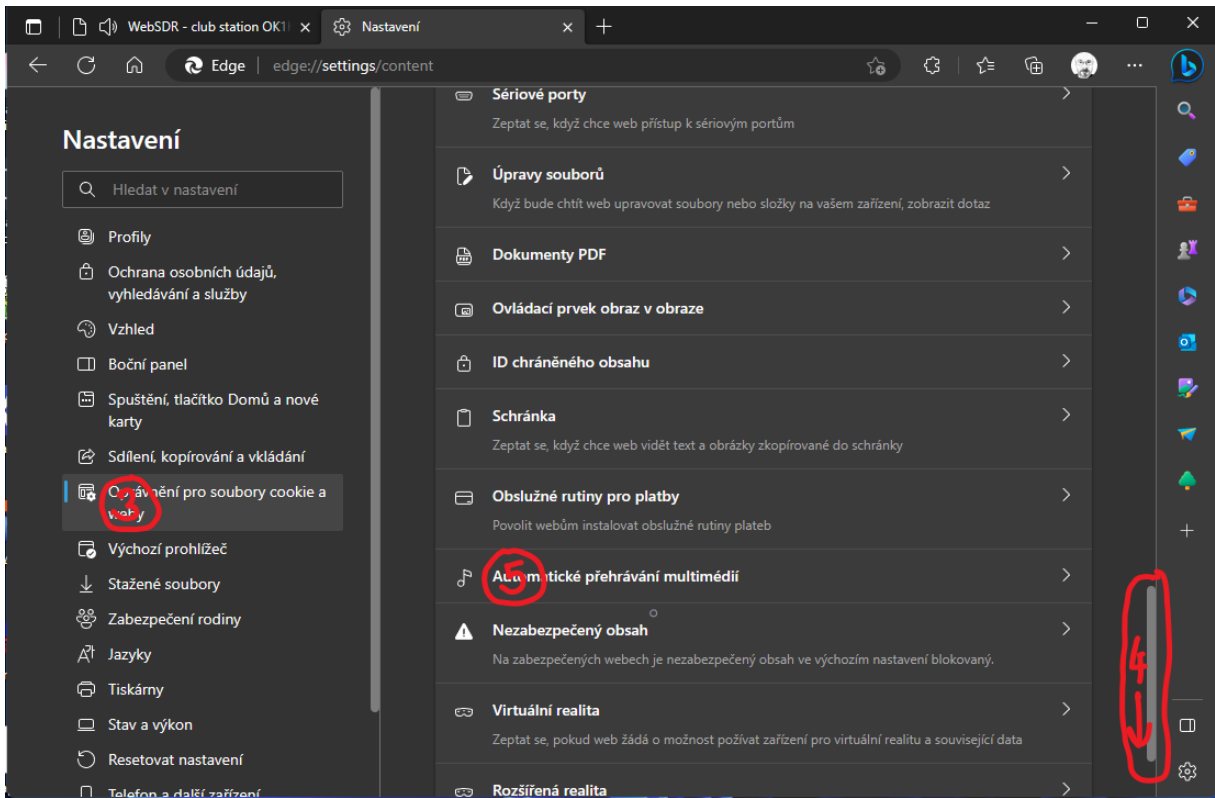 WebSDR - club station OK1
Nastavení
Edge
edge://settings/content
Nastavení
Hledat v nastavení
Profily
Ochrana osobních údajů,
vyhledávání a služby
Vzhled
Boční panel
Spuštění, tlačítko Domů a nové
karty
Sdílení, kopírování a vkládání
Oprávnění pro soubory cookie a
weby
3
Výchozí prohlížeč
Stažené soubory
Zabezpečení rodiny
Jazyky
Tiskárny
Stav a výkon
Resetovat nastavení
Telefon a další zařízení
Sériové porty
Zeptat se, když chce web přístup k sériovým portům
Úpravy souborů
Když bude chtít web upravovat soubory nebo složky na vašem zařízení, zobrazit dotaz
Dokumenty PDF
Ovládací prvek obraz v obraze
ID chráněného obsahu
Schránka
Zeptat se, když chce web vidět text a obrázky zkopírované do schránky
Obslužné rutiny pro platby
Povolit webům instalovat obslužné rutiny plateb
Automatické přehrávání multimédií
5
Nezabezpečený obsah
Na zabezpečených webech je nezabezpečený obsah ve výchozím nastavení blokovaný.
Virtuální realita
Zeptat se, pokud web žádá o možnost požívat zařízení pro virtuální realitu a související data
Rozšířená realita
4